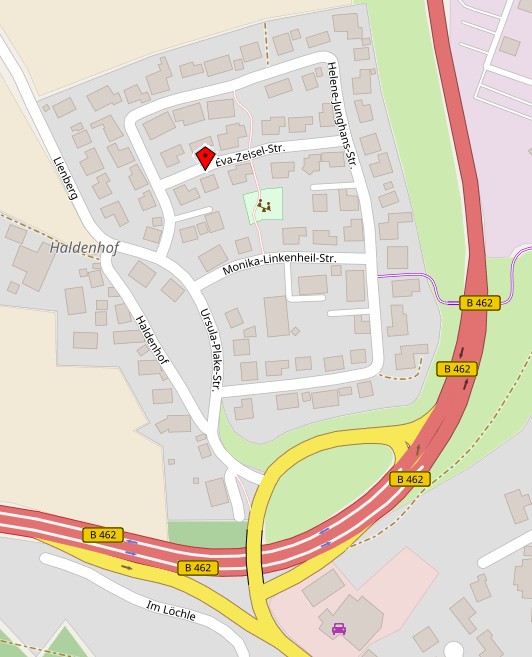 Helene-Junghans-Str.
Eva-Zeisel-Str.
Lienberg
Haldenhof
Monika-Linkenheil-Str.
B 462
Haldenhof
Ursula-Plake-Str.
B 462
B 462
B 462
B 462
Im Löchle